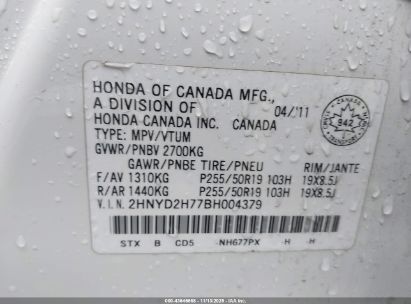 HONDA OF CANADA MFG.,
A DIVISION OF 04/'11
HONDA CANADA INC. CANADA
TYPE: MPV/VTUM
GVWR/PNBV 2700KG
GAWR/PNBE TIRE/PNEU RIM/JANTE
F/AV 1310KG P255/50R19 103H 19X8.5J
R/AR 1440KG P255/50R19 103H 19X8.5J
V.I.N. 2HNYD2H77BH004379
STX B CD5 -NH677PX -H -H
942
TRANSPORT